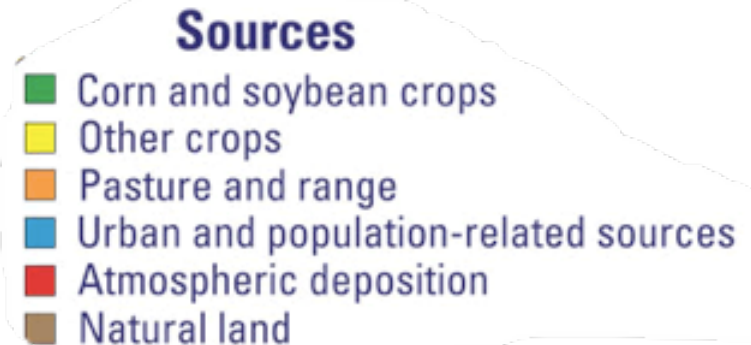 Sources
Corn and soybean crops
Other crops
Pasture and range
Urban and population-related sources
Atmospheric deposition
Natural land